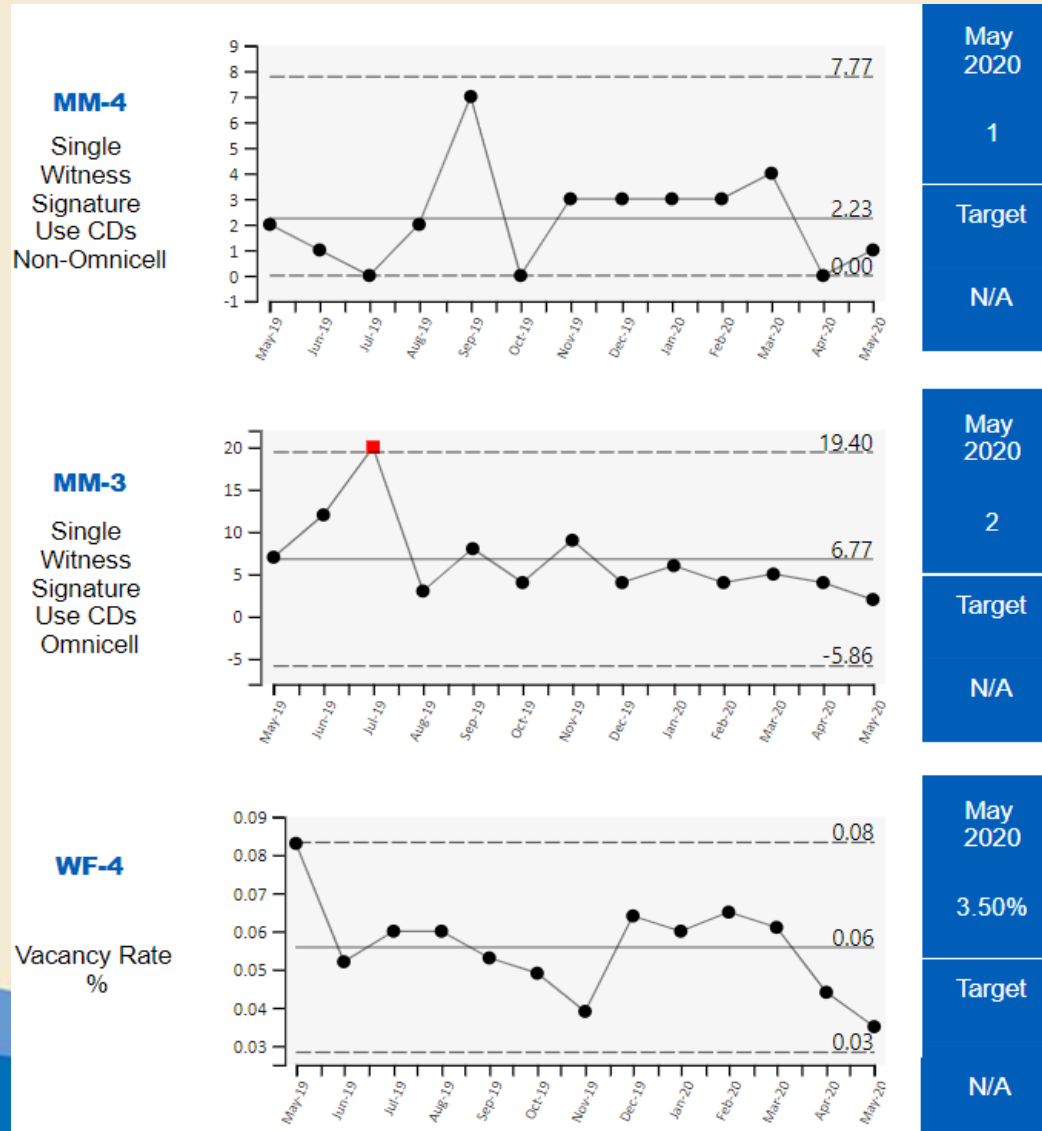 MM-4
Single
Witness
Signature
Use CDs
Non-Omnicell
9
8
7
6
5
4
3
2
1
0
-1
7.77
2.23
0.00
May-19
Jun-19
Jul-19
Aug-19
Sep-19
Oct-19
Nov-19
Dec-19
Jan-20
Feb-20
Mar-20
Apr-20
May-20
May
2020
1
Target
N/A
MM-3
Single
Witness
Signature
Use CDs
Omnicell
20
15
10
5
0
-5
19.40
6.77
-5.86
May-19
Jun-19
Jul-19
Aug-19
Sep-19
Oct-19
Nov-19
Dec-19
Jan-20
Feb-20
Mar-20
Apr-20
May-20
May
2020
2
Target
N/A
WF-4
Vacancy Rate
%
0.09
0.08
0.07
0.06
0.05
0.04
0.03
0.08
0.06
0.03
May-19
Jun-19
Jul-19
Aug-19
Sep-19
Oct-19
Nov-19
Dec-19
Jan-20
Feb-20
Mar-20
Apr-20
May-20
May
2020
3.50%
Target
N/A